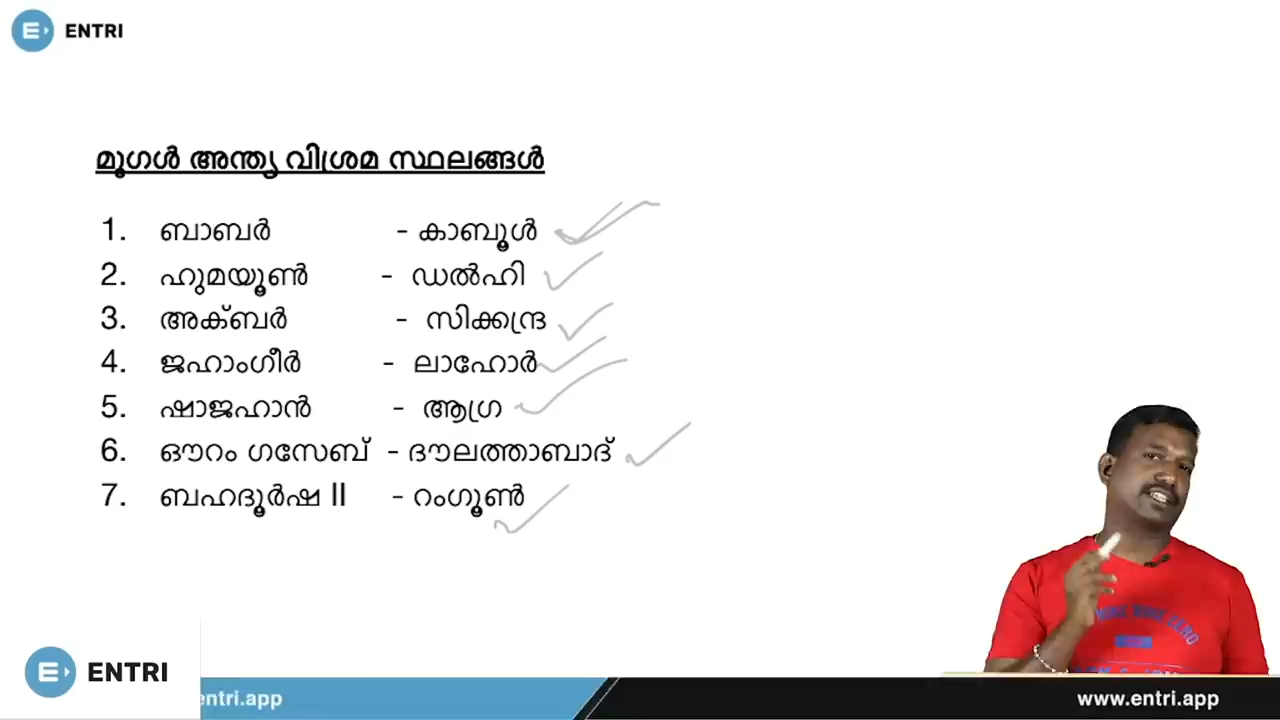 ENTRI
മുഗൾ അന്ത്യ വിശ്രമ സ്ഥലങ്ങൾ
1. ബാബർ - കാബൂൾ
2. ഹുമയൂൺ - ഡൽഹി
3. അക്ബർ - സിക്കന്ദ്ര
4. ജഹാംഗീർ - ലാഹോർ
5. ഷാജഹാൻ - ആഗ്ര
6. ഔറം ഗസേബ് - ദൗലത്താബാദ്
7. ബഹദൂർഷ II - റംഗൂൺ
ZERO
ENTRI
entri.app
www.entri.app